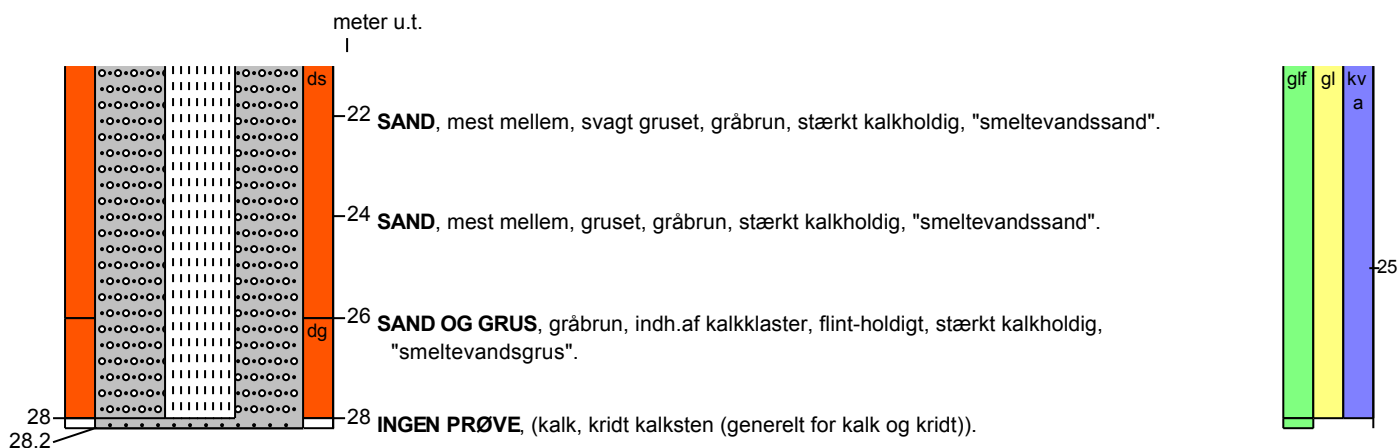 meter u.t.
ds
glf gl kv
a
22 SAND, mest mellem, svagt gruset, gråbrun, stærkt kalkholdig, "smeltevandssand".
24 SAND, mest mellem, gruset, gråbrun, stærkt kalkholdig, "smeltevandssand".
25
26 SAND OG GRUS, gråbrun, indh.af kalkklaster, flint-holdigt, stærkt kalkholdig,
dg
"smeltevandsgrus".
28 28 INGEN PRØVE, (kalk, kridt kalksten (generelt for kalk og kridt)).
28.2